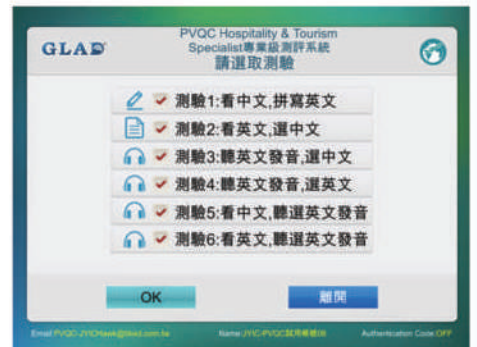 GLAD
PVQC Hospitality & Tourism
Specialist專業級測評系統
請選取測驗
測驗1:看中文,拼寫英文
測驗2:看英文,選中文
測驗3:聽英文發音,選中文
測驗4:聽英文發音,選英文
測驗5:看中文,聽選英文發音
測驗6:看英文,聽選英文發音
OK
離開
Authentication Code:OFF